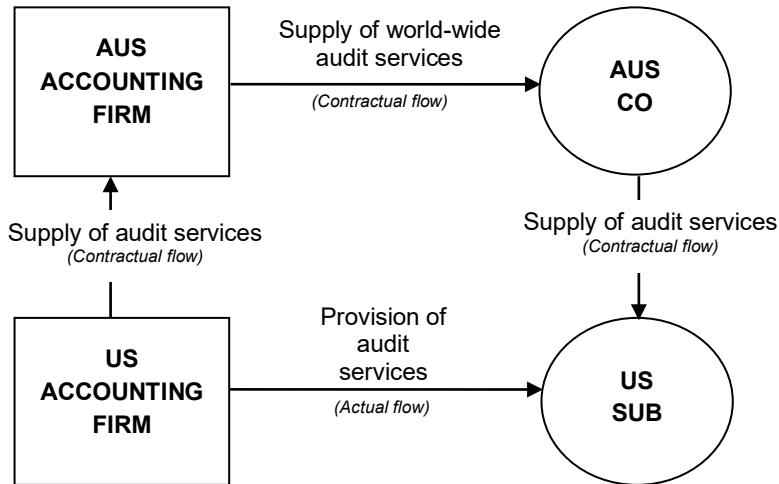 AUS
ACCOUNTING
FIRM
Supply of world-wide
audit services
(Contractual flow)
AUS
CO
Supply of audit services
(Contractual flow)
Supply of audit services
(Contractual flow)
US
ACCOUNTING
FIRM
Provision of
audit
services
(Actual flow)
US
SUB